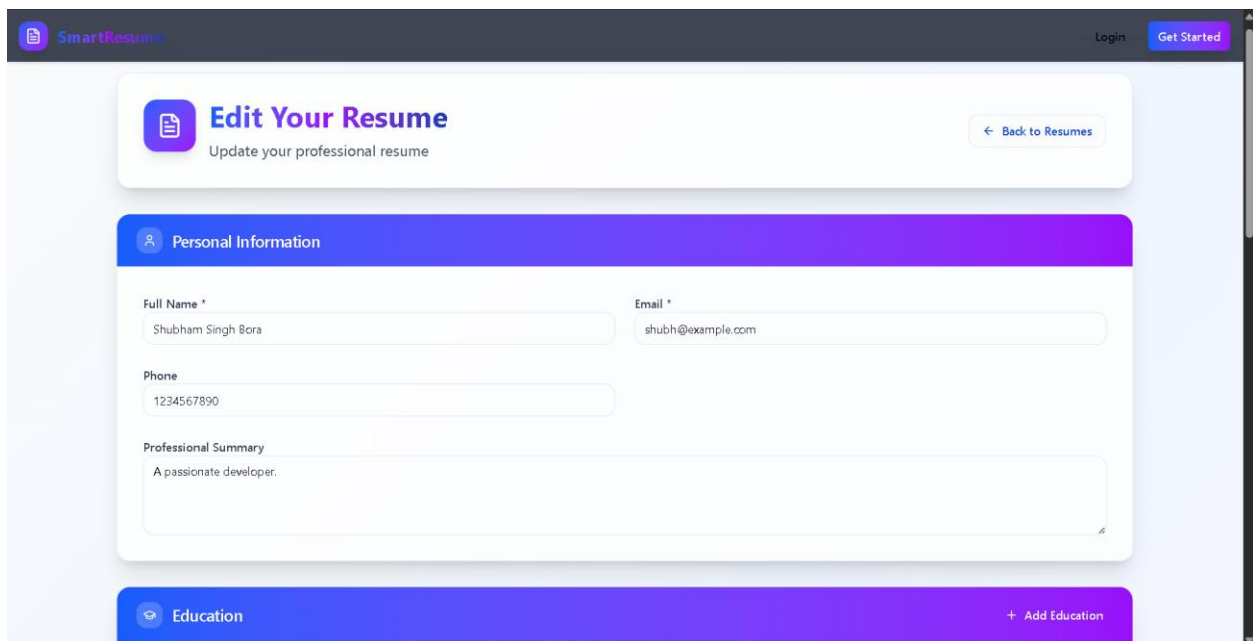 SmartResume
Login
Get Started
Edit Your Resume
Update your professional resume
← Back to Resumes
Personal Information
Full Name *
Email *
Shubham Singh Bora
shubh@example.com
Phone
1234567890
Professional Summary
A passionate developer.
Education
+ Add Education